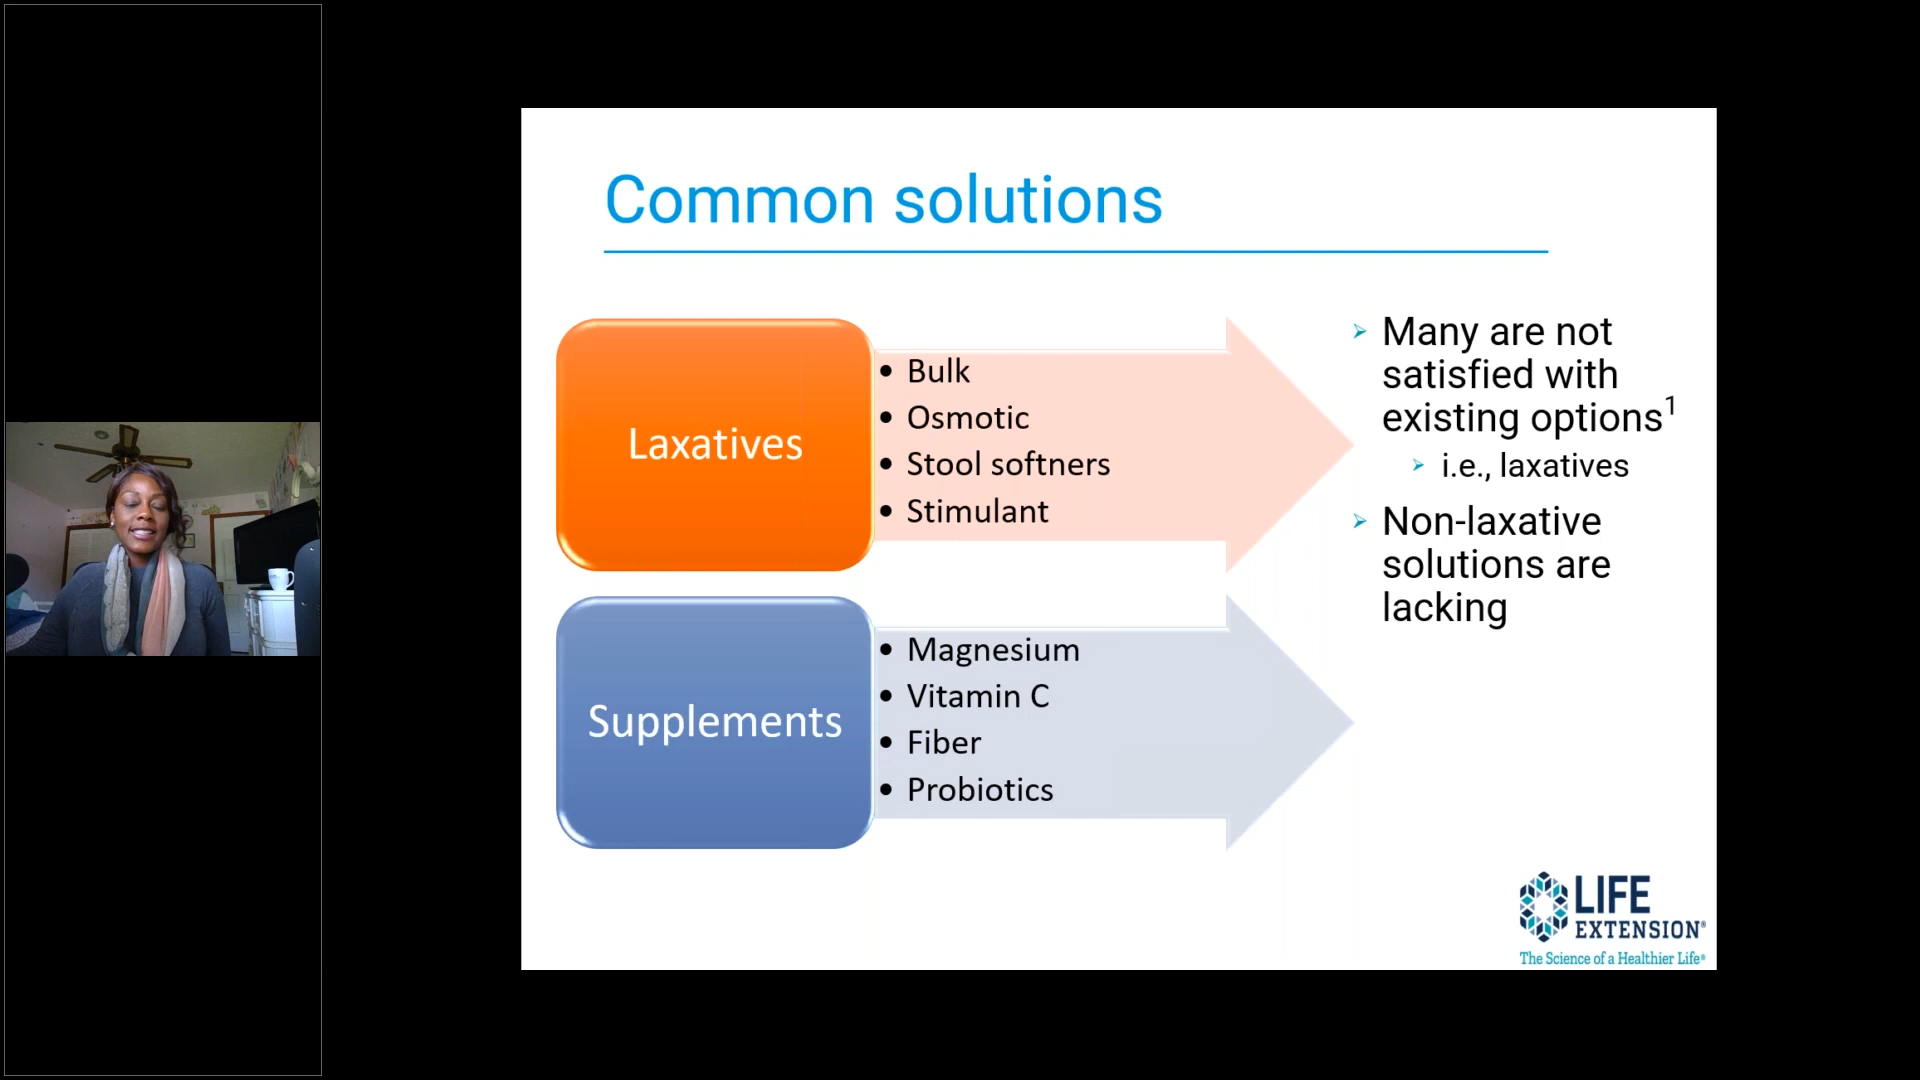 Common solutions
Laxatives
• Bulk
• Osmotic
• Stool softners
• Stimulant
Supplements
• Magnesium
• Vitamin C
• Fiber
• Probiotics
➢ Many are not
satisfied with
existing options¹
➢ i.e., laxatives
➢ Non-laxative
solutions are
lacking
LIFE
EXTENSION®
The Science of a Healthier Life®